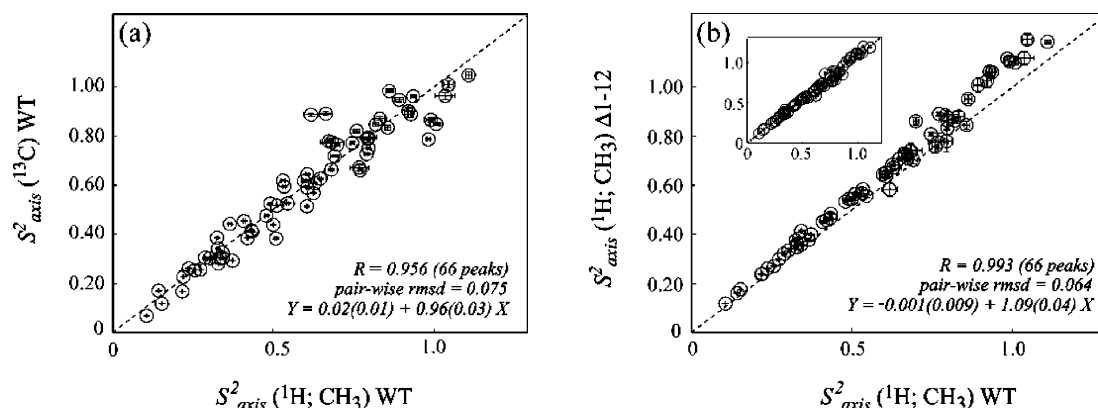 (a)
S²axis (¹³C) WT
1.00
0.80
0.60
0.40
0.20
0
0 0.5 1.0
R = 0.956 (66 peaks)
pair-wise rmsd = 0.075
Y = 0.02(0.01) + 0.96(0.03) X
S²axis (¹H; CH₃) WT
(b)
S²axis (¹H; CH₃) Δ1-12
1.00
0.80
0.60
0.40
0.20
0
0 0.5 1.0
1.0
0.5
0
0 0.5 1.0
R = 0.993 (66 peaks)
pair-wise rmsd = 0.064
Y = -0.001(0.009) + 1.09(0.04) X
S²axis (¹H; CH₃) WT